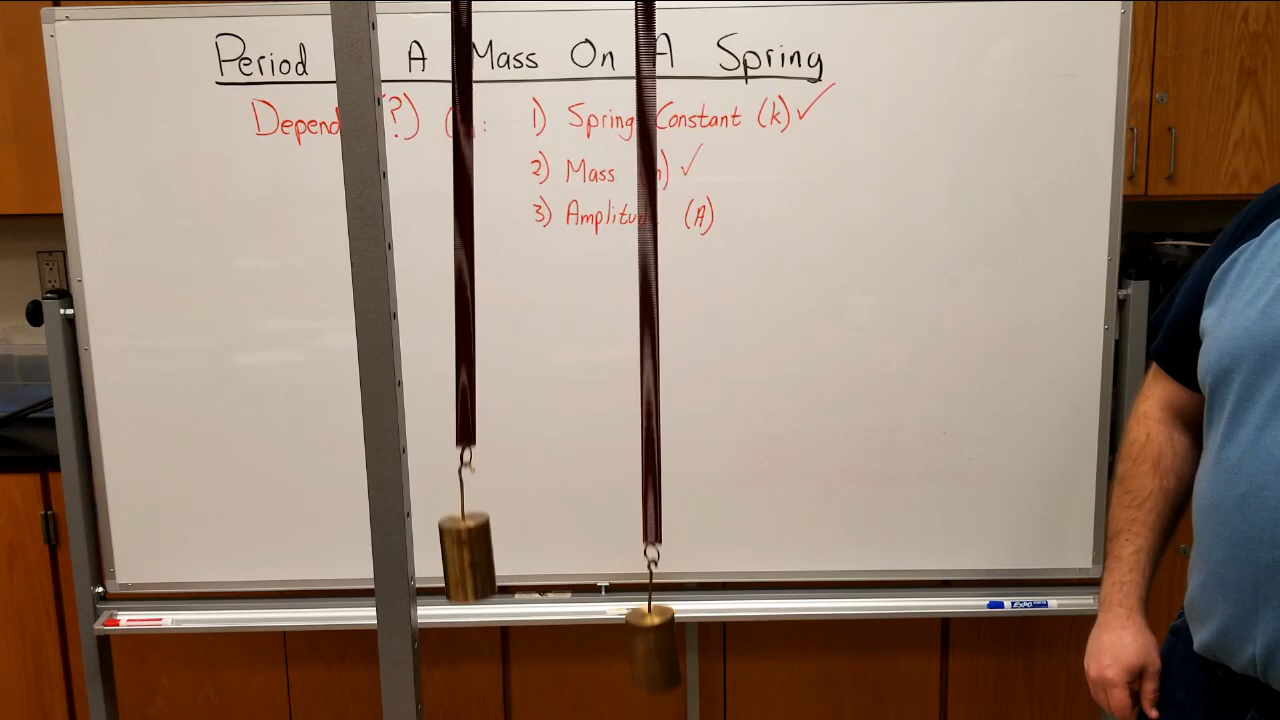 Period A Mass On A Spring
Depend (?) : 1) Spring Constant (k) ✓
2) Mass ) ✓
3) Amplitu (A)
EXPO